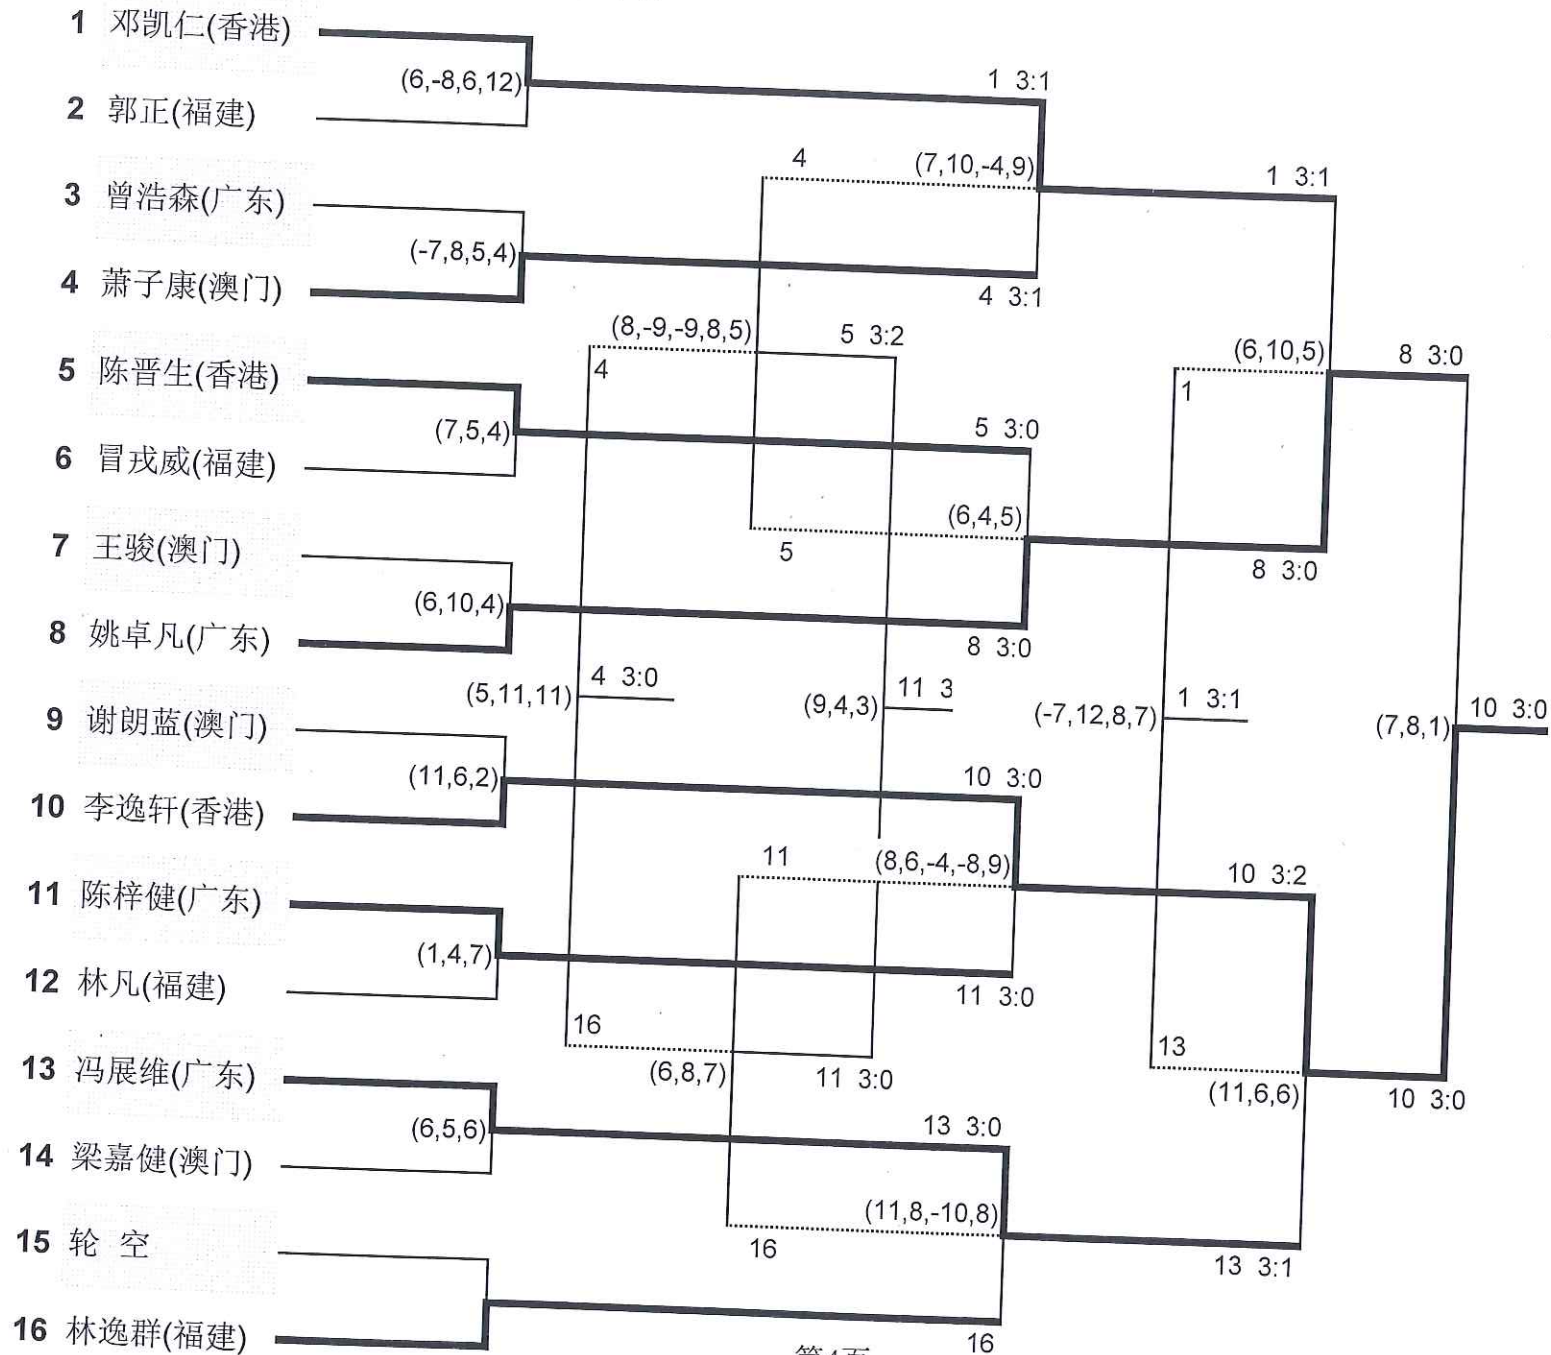 1 邓凯仁(香港)
1 3:1
(6,-8,6,12)
2 郭正(福建)
4
(7,10,-4,9)
1 3:1
3 曾浩森(广东)
(-7,8,5,4)
4 萧子康(澳门)
4 3:1
(8,-9,-9,8,5)
5 3:2
(6,10,5)
8 3:0
4
1
5 陈晋生(香港)
(7,5,4)
5 3:0
6 冒戎威(福建)
(6,4,5)
5
7 王骏(澳门)
8 3:0
(6,10,4)
8 姚卓凡(广东)
8 3:0
(5,11,11)
4 3:0
(9,4,3)
11 3
(-7,12,8,7)
1 3:1
(7,8,1)
10 3:0
9 谢朗蓝(澳门)
(11,6,2)
10 3:0
10 李逸轩(香港)
11
(8,6,-4,-8,9)
10 3:2
11 陈梓健(广东)
(1,4,7)
12 林凡(福建)
11 3:0
16
13
13 冯展维(广东)
(6,8,7)
11 3:0
(11,6,6)
10 3:0
(6,5,6)
13 3:0
14 梁嘉健(澳门)
(11,8,-10,8)
15 轮 空
16
13 3:1
16 林逸群(福建)
16
第4页